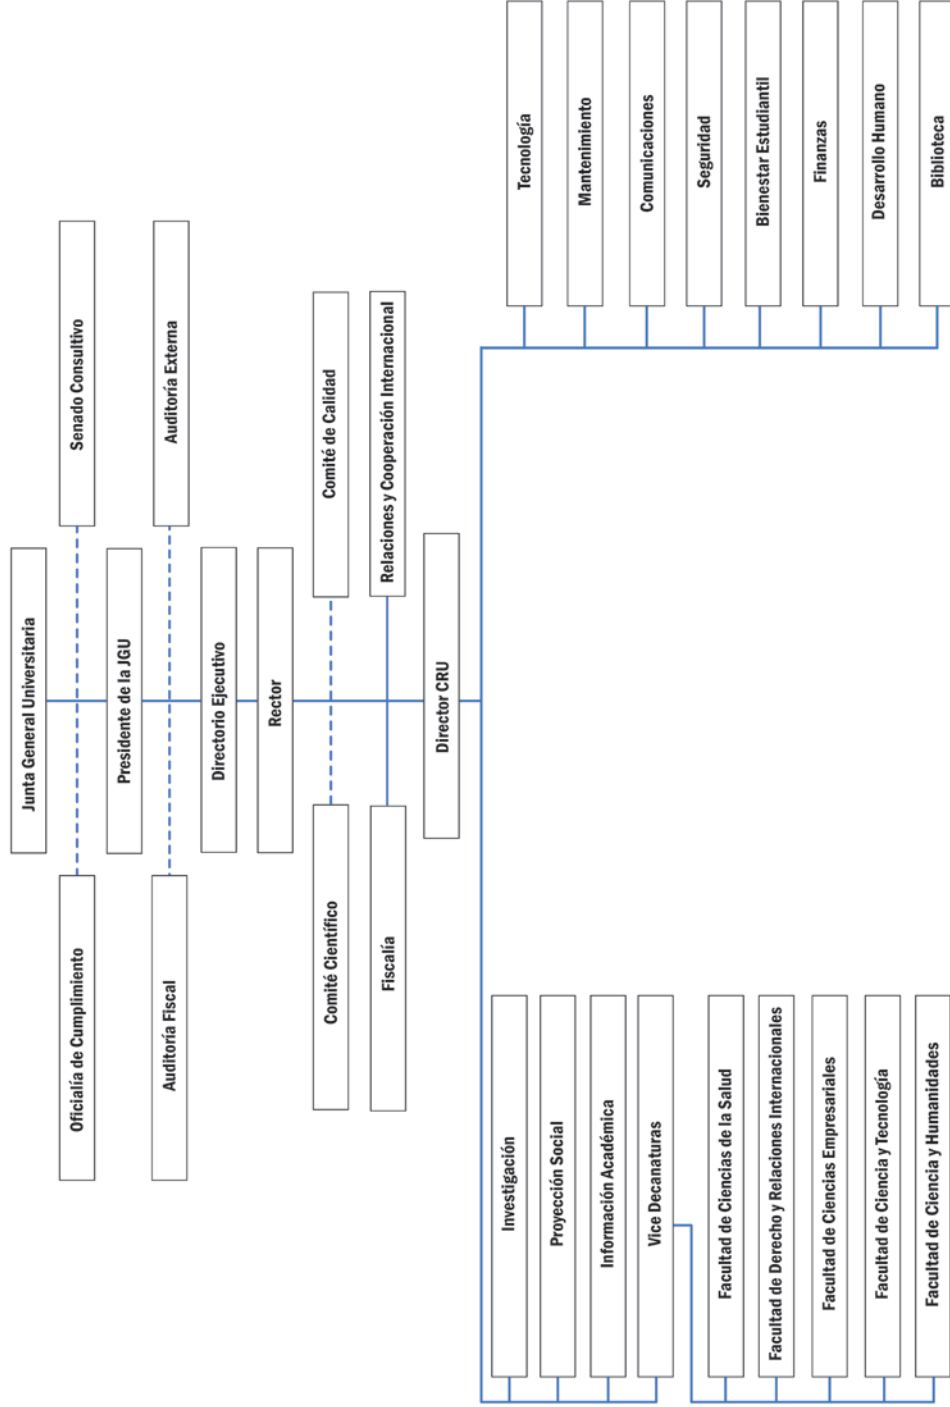 Junta General Universitaria
Oficialía de Cumplimiento
Senado Consultivo
Presidente de la JGU
Auditoría Fiscal
Auditoría Externa
Directorio Ejecutivo
Rector
Comité Científico
Comité de Calidad
Fiscalía
Relaciones y Cooperación Internacional
Director CRU
Investigación
Proyección Social
Información Académica
Vice Decanaturas
Facultad de Ciencias de la Salud
Facultad de Derecho y Relaciones Internacionales
Facultad de Ciencias Empresariales
Facultad de Ciencia y Tecnología
Facultad de Ciencia y Humanidades
Tecnología
Mantenimiento
Comunicaciones
Seguridad
Bienestar Estudiantil
Finanzas
Desarrollo Humano
Biblioteca